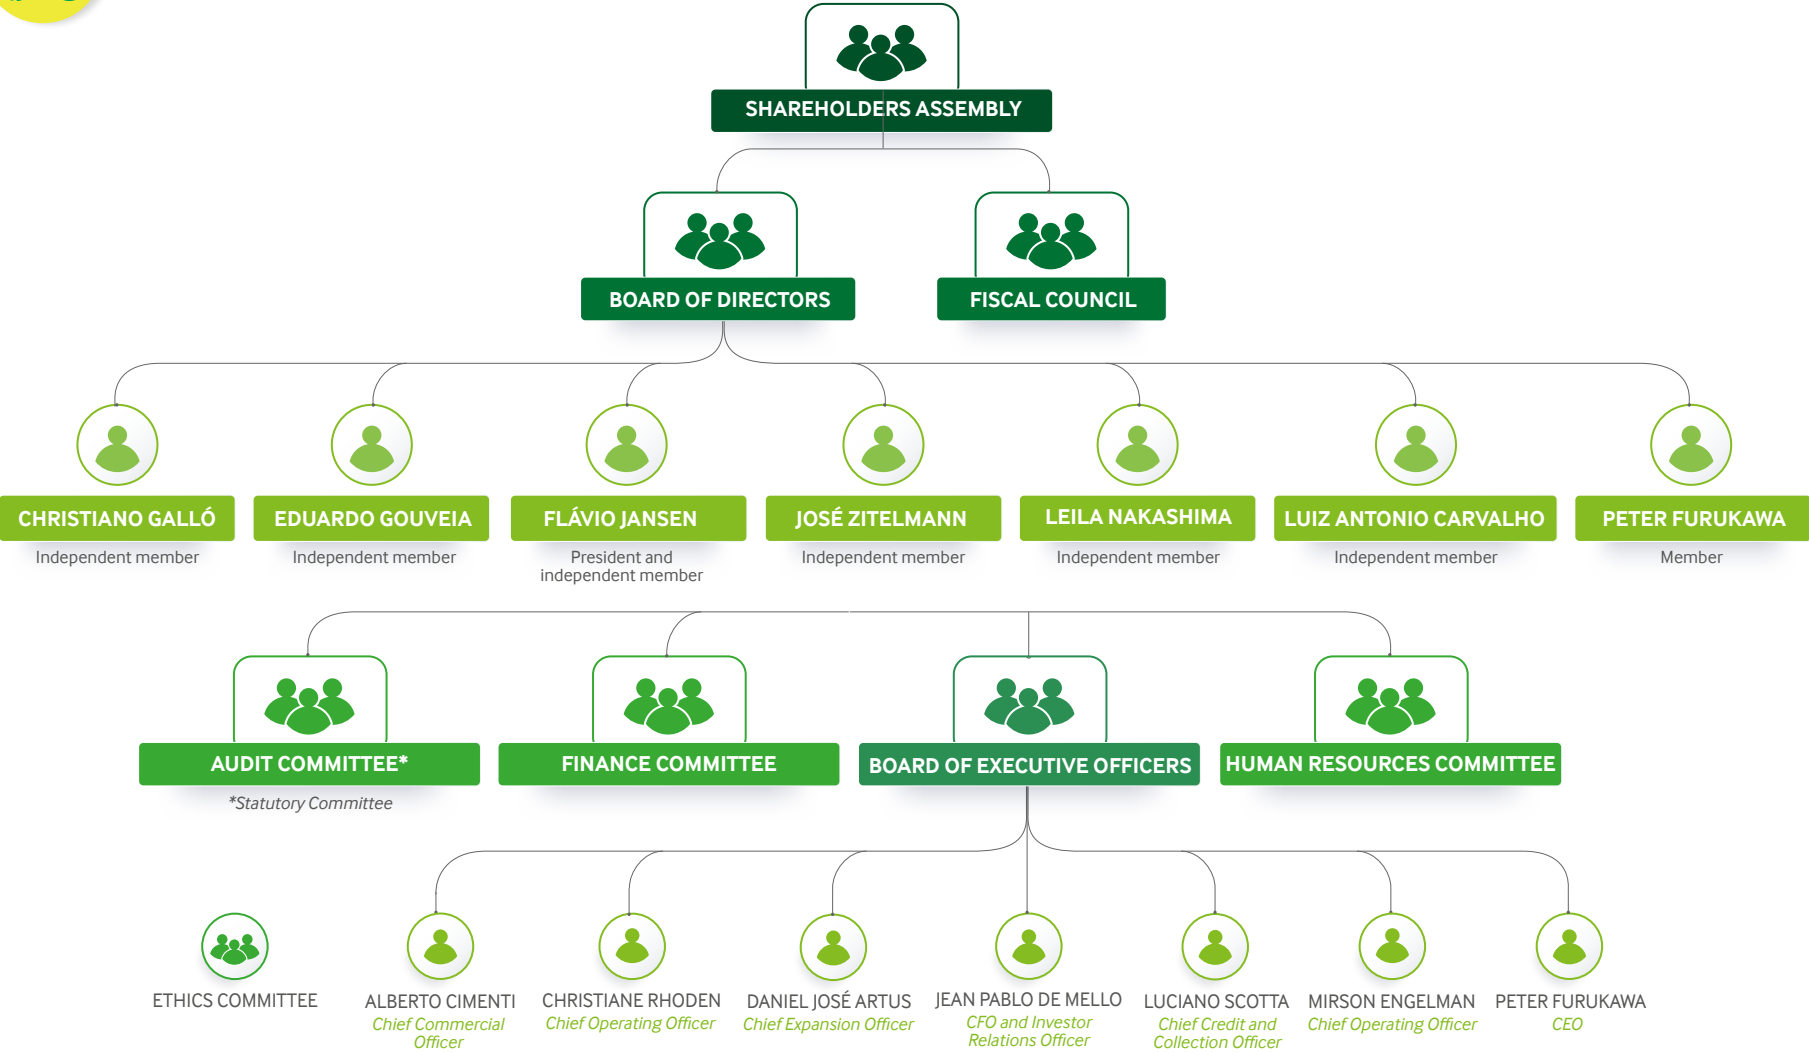 SHAREHOLDERS ASSEMBLY
BOARD OF DIRECTORS
FISCAL COUNCIL
CHRISTIANO GALLÓ
Independent member
EDUARDO GOUVEIA
Independent member
FLÁVIO JANSEN
President and
independent member
JOSÉ ZITELMANN
Independent member
LEILA NAKASHIMA
Independent member
LUIZ ANTONIO CARVALHO
Independent member
PETER FURUKAWA
Member
AUDIT COMMITTEE*
*Statutory Committee
FINANCE COMMITTEE
BOARD OF EXECUTIVE OFFICERS
HUMAN RESOURCES COMMITTEE
ETHICS COMMITTEE
ALBERTO CIMENTI
Chief Commercial
Officer
CHRISTIANE RHODEN
Chief Operating Officer
DANIEL JOSÉ ARTUS
Chief Expansion Officer
JEAN PABLO DE MELLO
CFO and Investor
Relations Officer
LUCIANO SCOTTA
Chief Credit and
Collection Officer
MIRSON ENGELMAN
Chief Operating Officer
PETER FURUKAWA
CEO